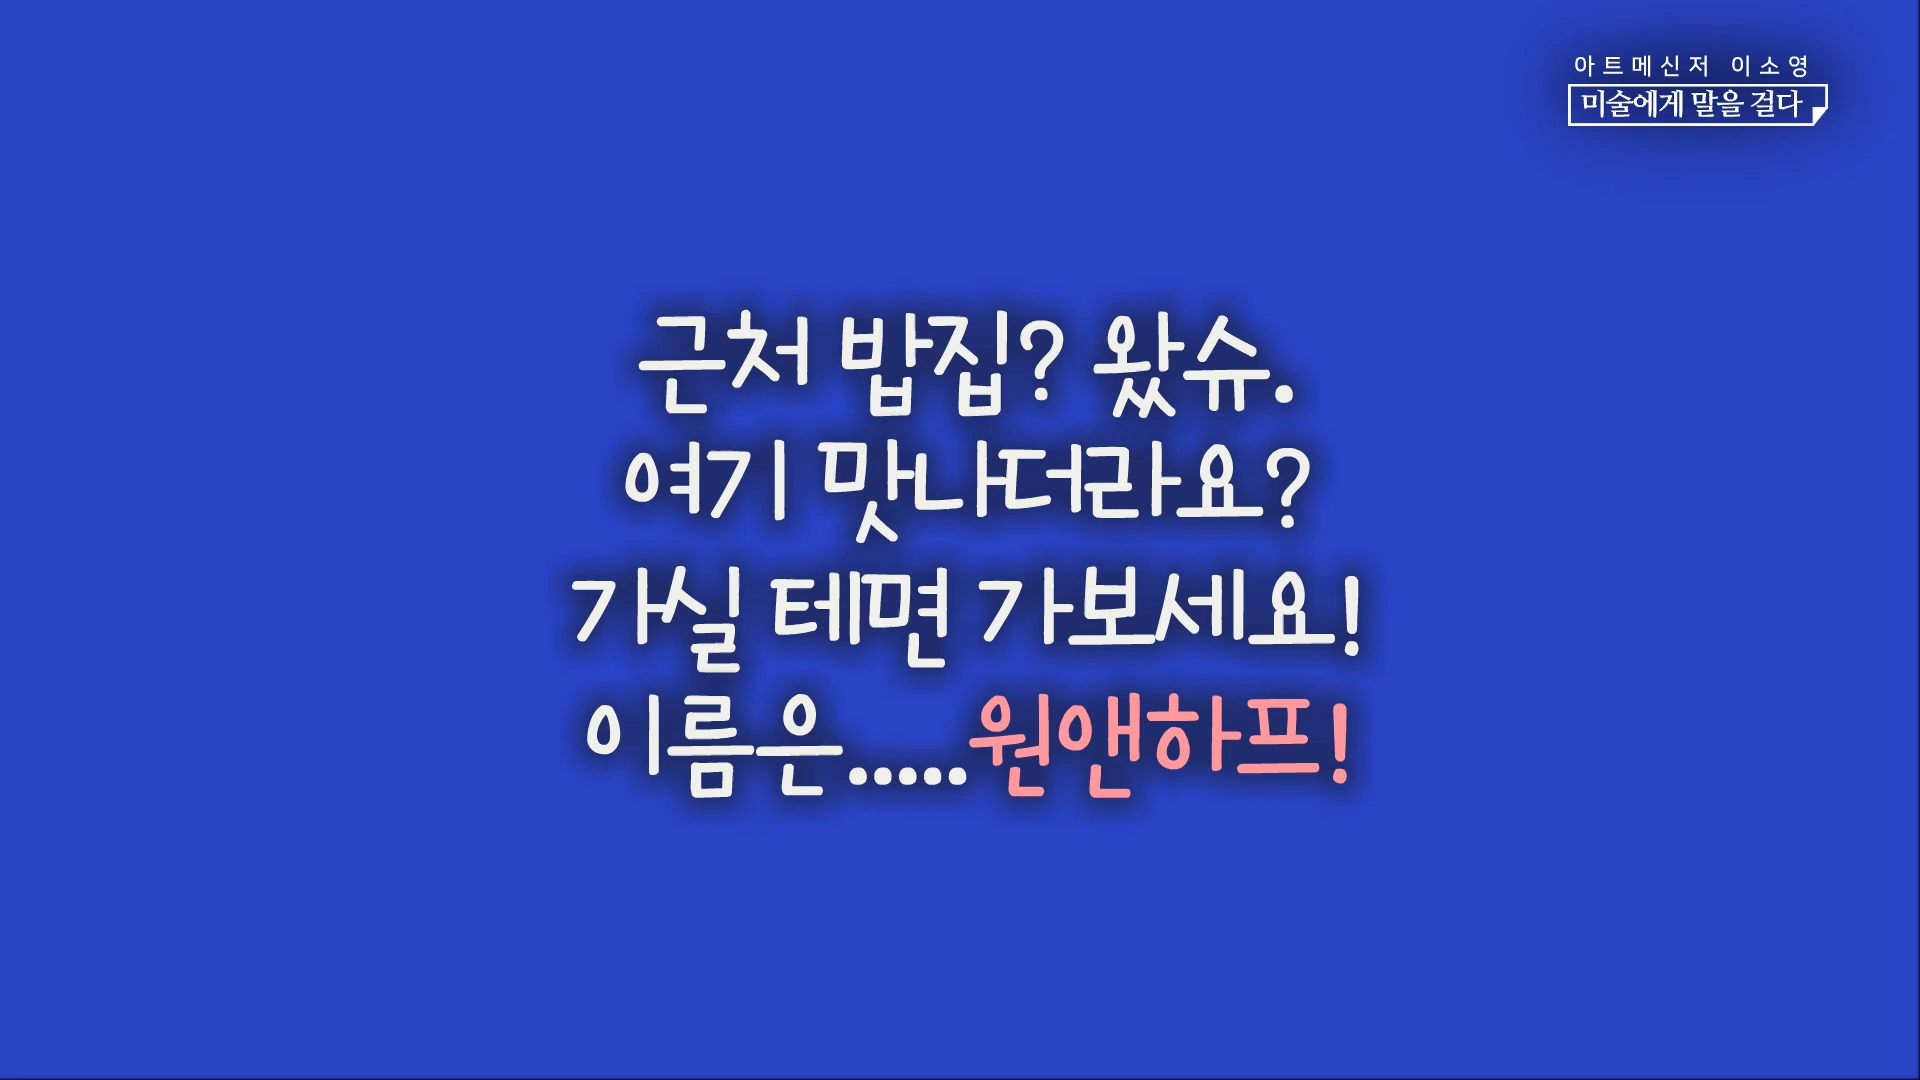 아트메신저 이소영
미술에게 말을 걸다
근처 밥집? 왔슈.
여기 맛나더라요?
가실 테면 가보세요!
이름은.....원앤하프!